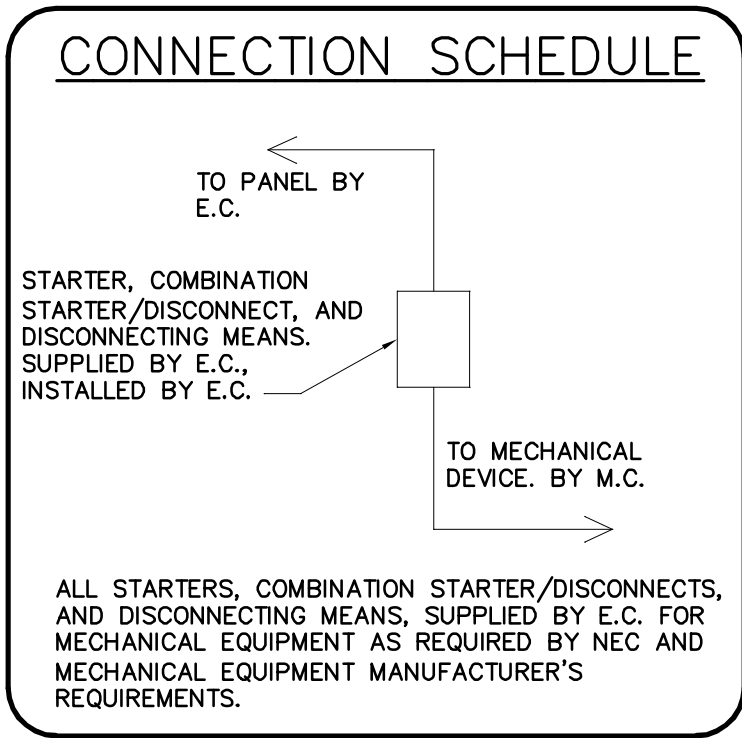 CONNECTION SCHEDULE
TO PANEL BY
E.C.
STARTER, COMBINATION
STARTER/DISCONNECT, AND
DISCONNECTING MEANS.
SUPPLIED BY E.C.,
INSTALLED BY E.C.
TO MECHANICAL
DEVICE. BY M.C.
ALL STARTERS, COMBINATION STARTER/DISCONNECTS,
AND DISCONNECTING MEANS, SUPPLIED BY E.C. FOR
MECHANICAL EQUIPMENT AS REQUIRED BY NEC AND
MECHANICAL EQUIPMENT MANUFACTURER'S
REQUIREMENTS.